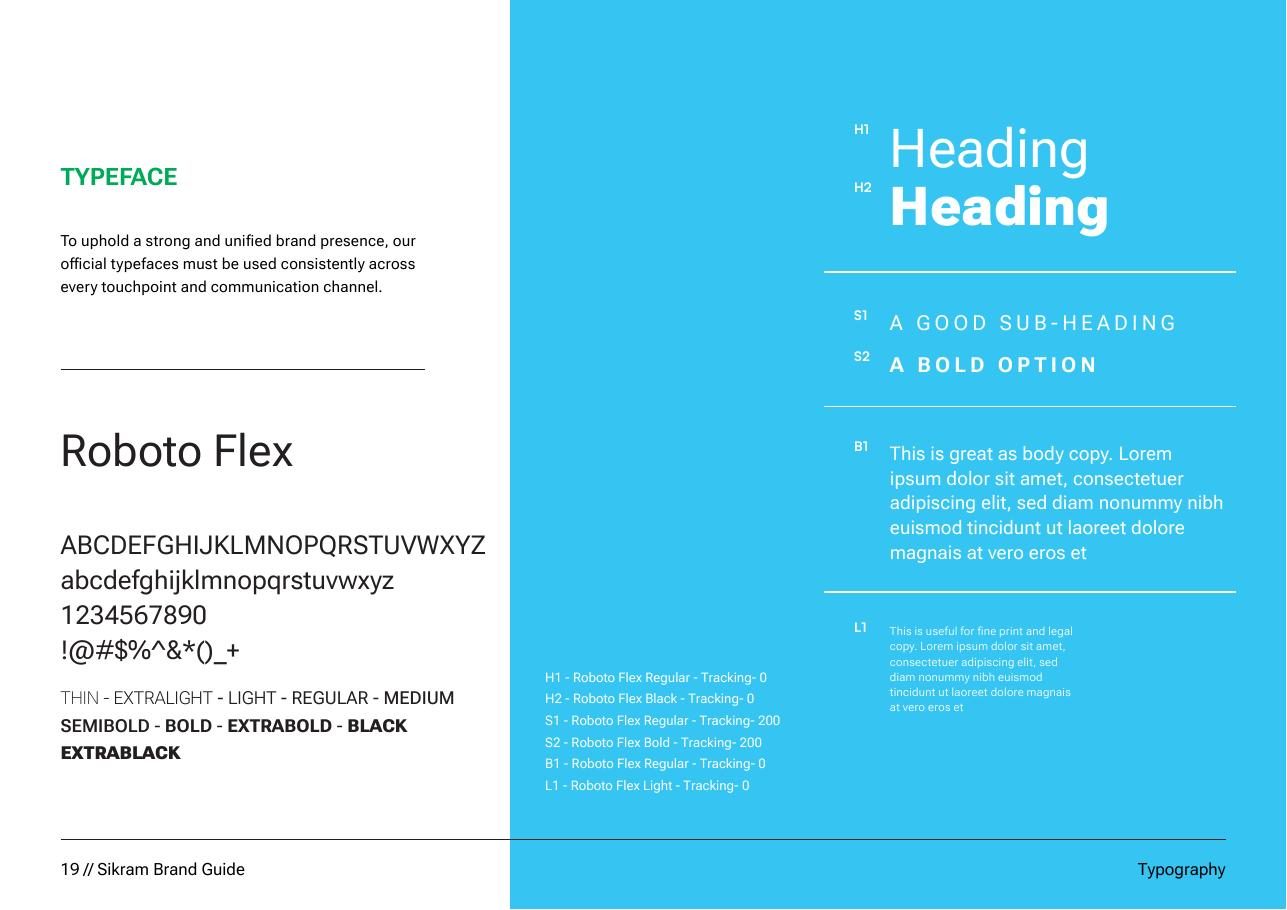 TYPEFACE
To uphold a strong and unified brand presence, our
official typefaces must be used consistently across
every touchpoint and communication channel.
Roboto Flex
ABCDEFGHIJKLMNOPQRSTUVWXYZ
abcdefghijklmnopqrstuvwxyz
1234567890
!@#$%^&*()_+
THIN - EXTRALIGHT - LIGHT - REGULAR - MEDIUM
SEMIBOLD - BOLD - EXTRABOLD - BLACK
EXTRABLACK
H1 - Roboto Flex Regular - Tracking- 0
H2 - Roboto Flex Black - Tracking- 0
S1 - Roboto Flex Regular - Tracking- 200
S2 - Roboto Flex Bold - Tracking- 200
B1 - Roboto Flex Regular - Tracking- 0
L1 - Roboto Flex Light - Tracking- 0
H1 Heading
H2 Heading
S1 A GOOD SUB-HEADING
S2 A BOLD OPTION
B1 This is great as body copy. Lorem
ipsum dolor sit amet, consectetuer
adipiscing elit, sed diam nonummy nibh
euismod tincidunt ut laoreet dolore
magnais at vero eros et
L1 This is useful for fine print and legal
copy. Lorem ipsum dolor sit amet,
consectetuer adipiscing elit, sed
diam nonummy nibh euismod
tincidunt ut laoreet dolore magnais
at vero eros et
19 // Sikram Brand Guide
Typography